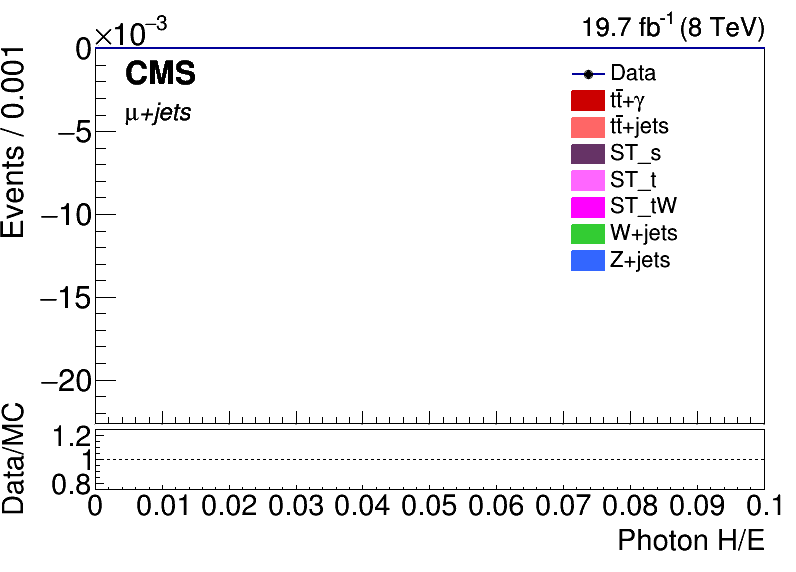 ×10⁻³
19.7 fb⁻¹ (8 TeV)
Events / 0.001
0
−5
−10
−15
−20
CMS
μ+jets
Data
tt̄+γ
tt̄+jets
ST_s
ST_t
ST_tW
W+jets
Z+jets
Data/MC
1.2
1
0.8
0 0.01 0.02 0.03 0.04 0.05 0.06 0.07 0.08 0.09 0.1
Photon H/E